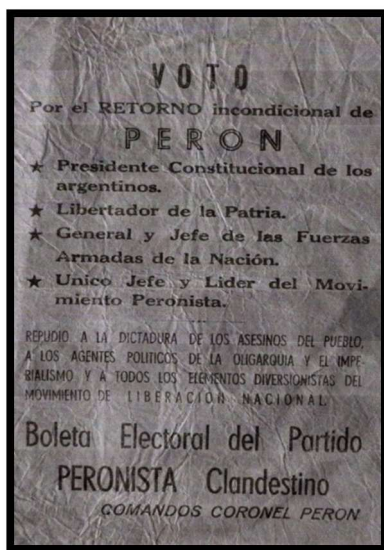 VOTO
Por el RETORNO incondicional de
PERON
★ Presidente Constitucional de los
argentinos.
★ Libertador de la Patria.
★ General y Jefe de las Fuerzas
Armadas de la Nación.
★ Unico Jefe y Lider del Movi-
miento Peronista.
REPUDIO A LA DICTADURA DE LOS ASESINOS DEL PUEBLO,
A LOS AGENTES POLITICOS DE LA OLIGARQUIA Y EL IMPE-
RIALISMO Y A TODOS LOS ELEMENTOS DIVERSIONISTAS DEL
MOVIMIENTO DE LIBERACION NACIONAL
Boleta Electoral del Partido
PERONISTA Clandestino
COMANDOS CORONEL PERON